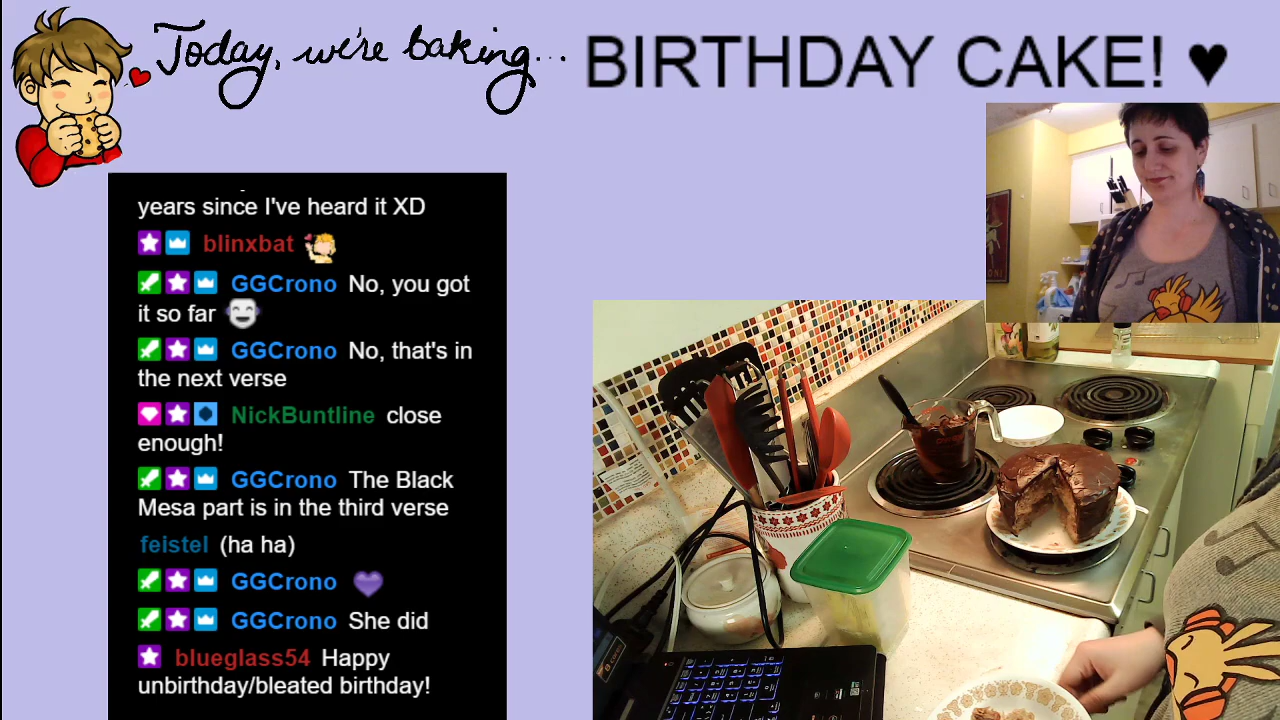 Today, we're baking... BIRTHDAY CAKE! ♥
years since I've heard it XD
blinxbat
GGCrono No, you got
it so far
GGCrono No, that's in
the next verse
NickBuntline close
enough!
GGCrono The Black
Mesa part is in the third verse
feistel (ha ha)
GGCrono
GGCrono She did
blueglass54 Happy
unbirthday/bleated birthday!